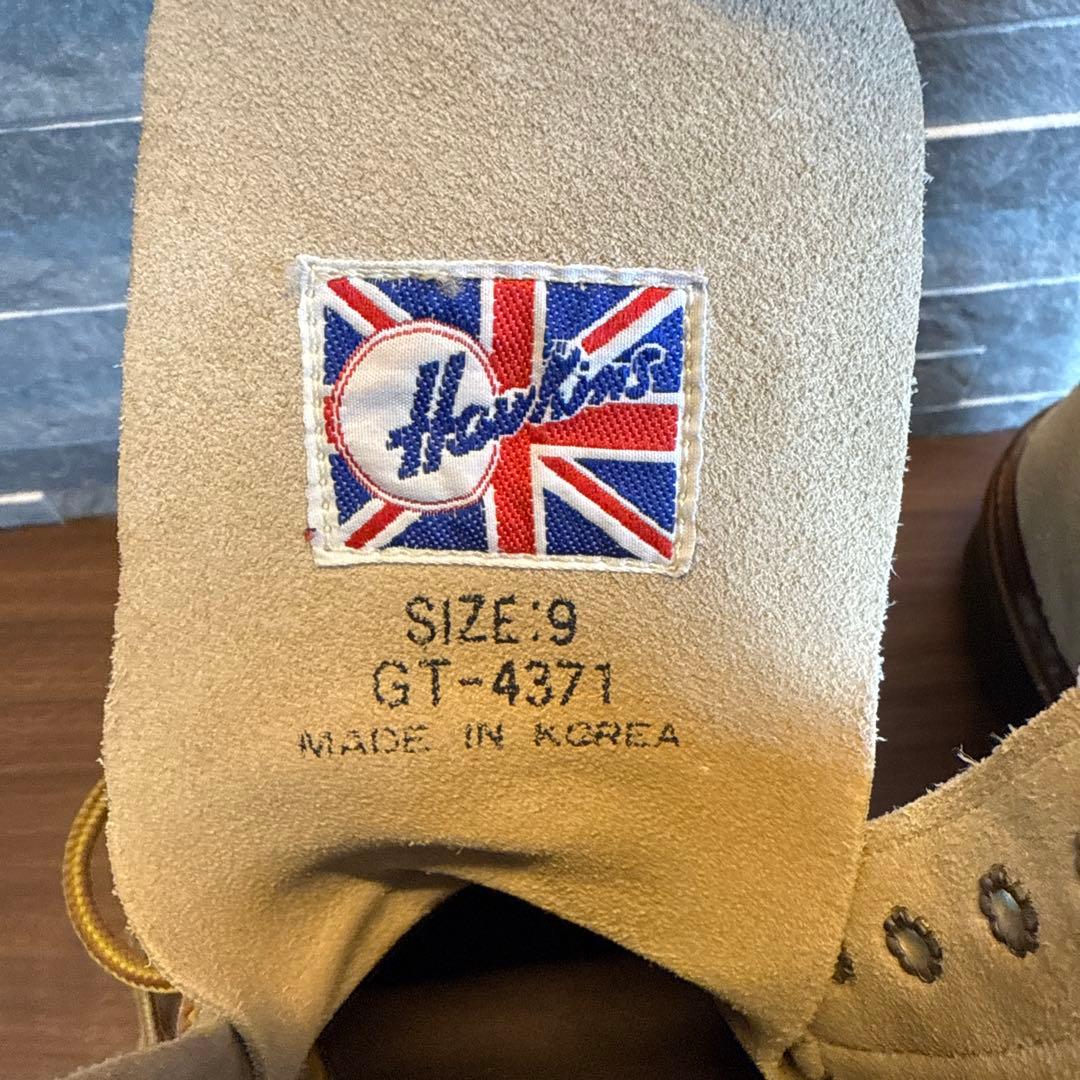 Hawkins
SIZE:9
GT-4371
MADE IN KOREA